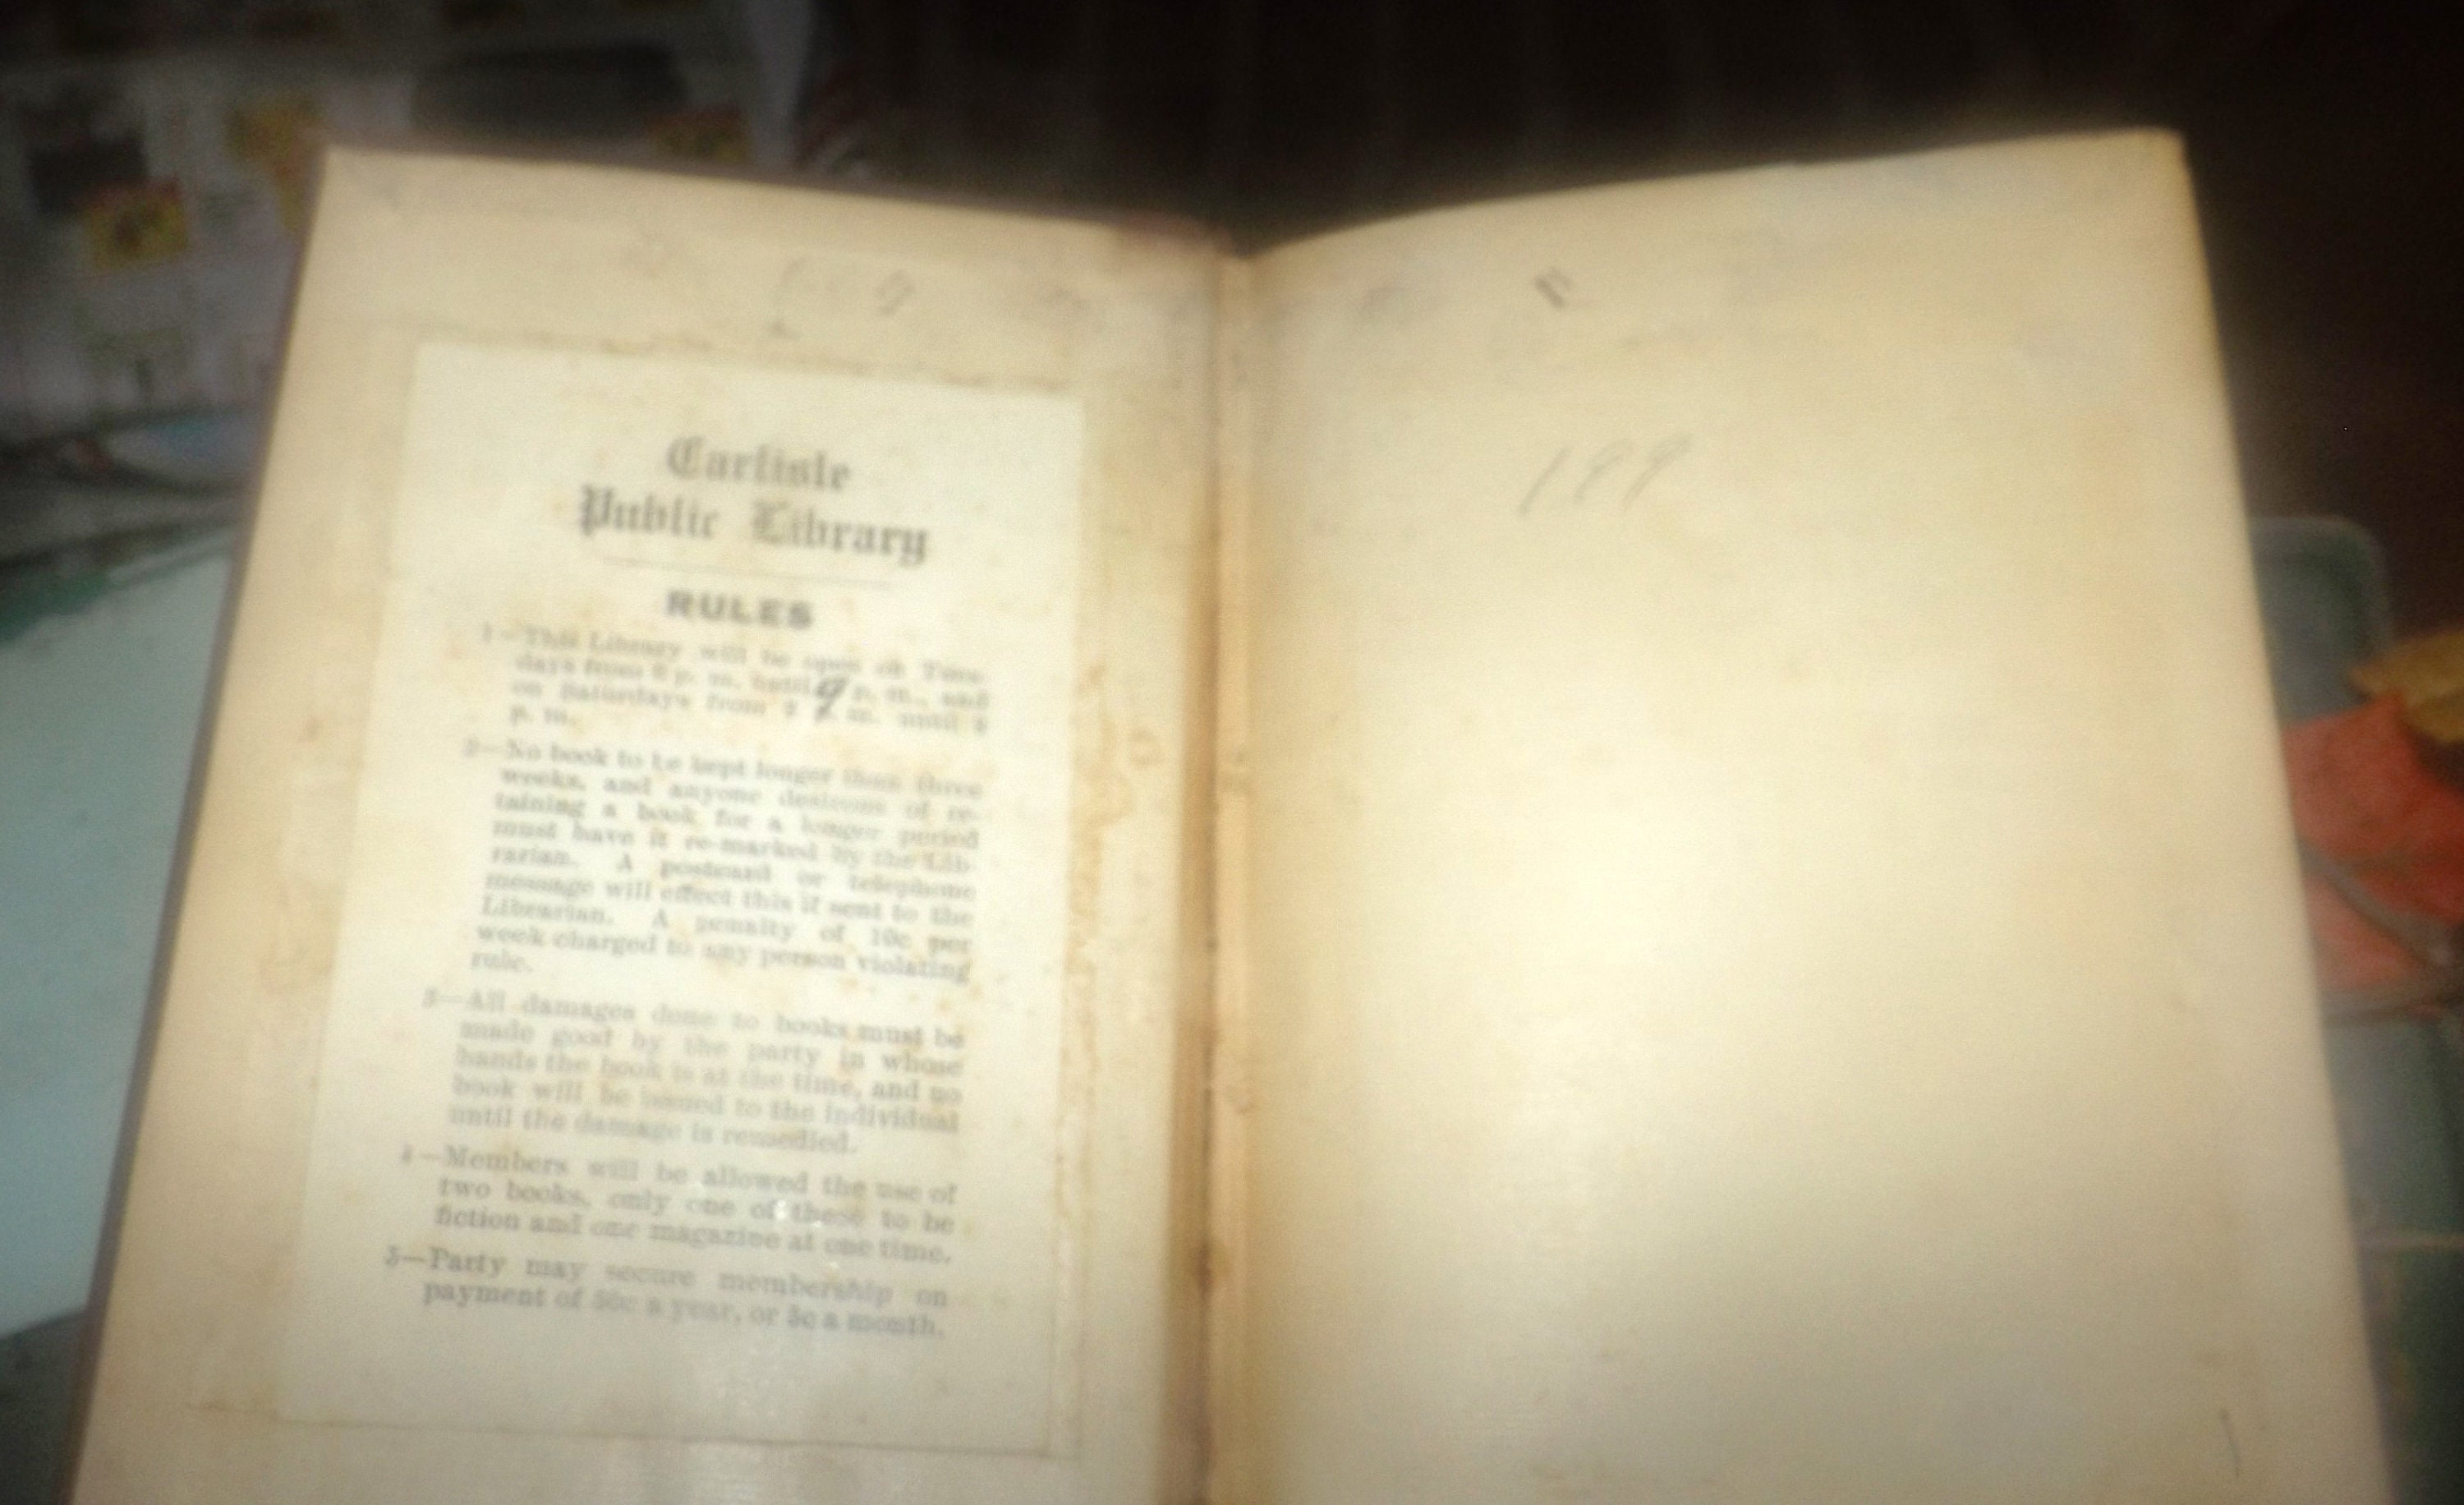 Carlisle
Public Library
RULES
1—This Library will be open on Tues-
days from p. m. until 9 p. m., and
on Saturdays from m. until
p. m.
2—No book to be kept longer than three
weeks, and anyone desirous of re-
taining a book for a longer period
must have it re-marked by the Lib-
rarian. A postcard or telephone
message will effect this if sent to the
Librarian. A penalty of 10c per
week charged to any person violating
rule.
3—All damages done to books must be
made good by the party in whose
hands the book is at the time, and no
book will be issued to the individual
until the damage is remedied.
4—Members will be allowed the use of
two books, only one of these to be
fiction and one magazine at one time.
5—Party may secure membership on
payment of 50c a year, or 5c a month.
199